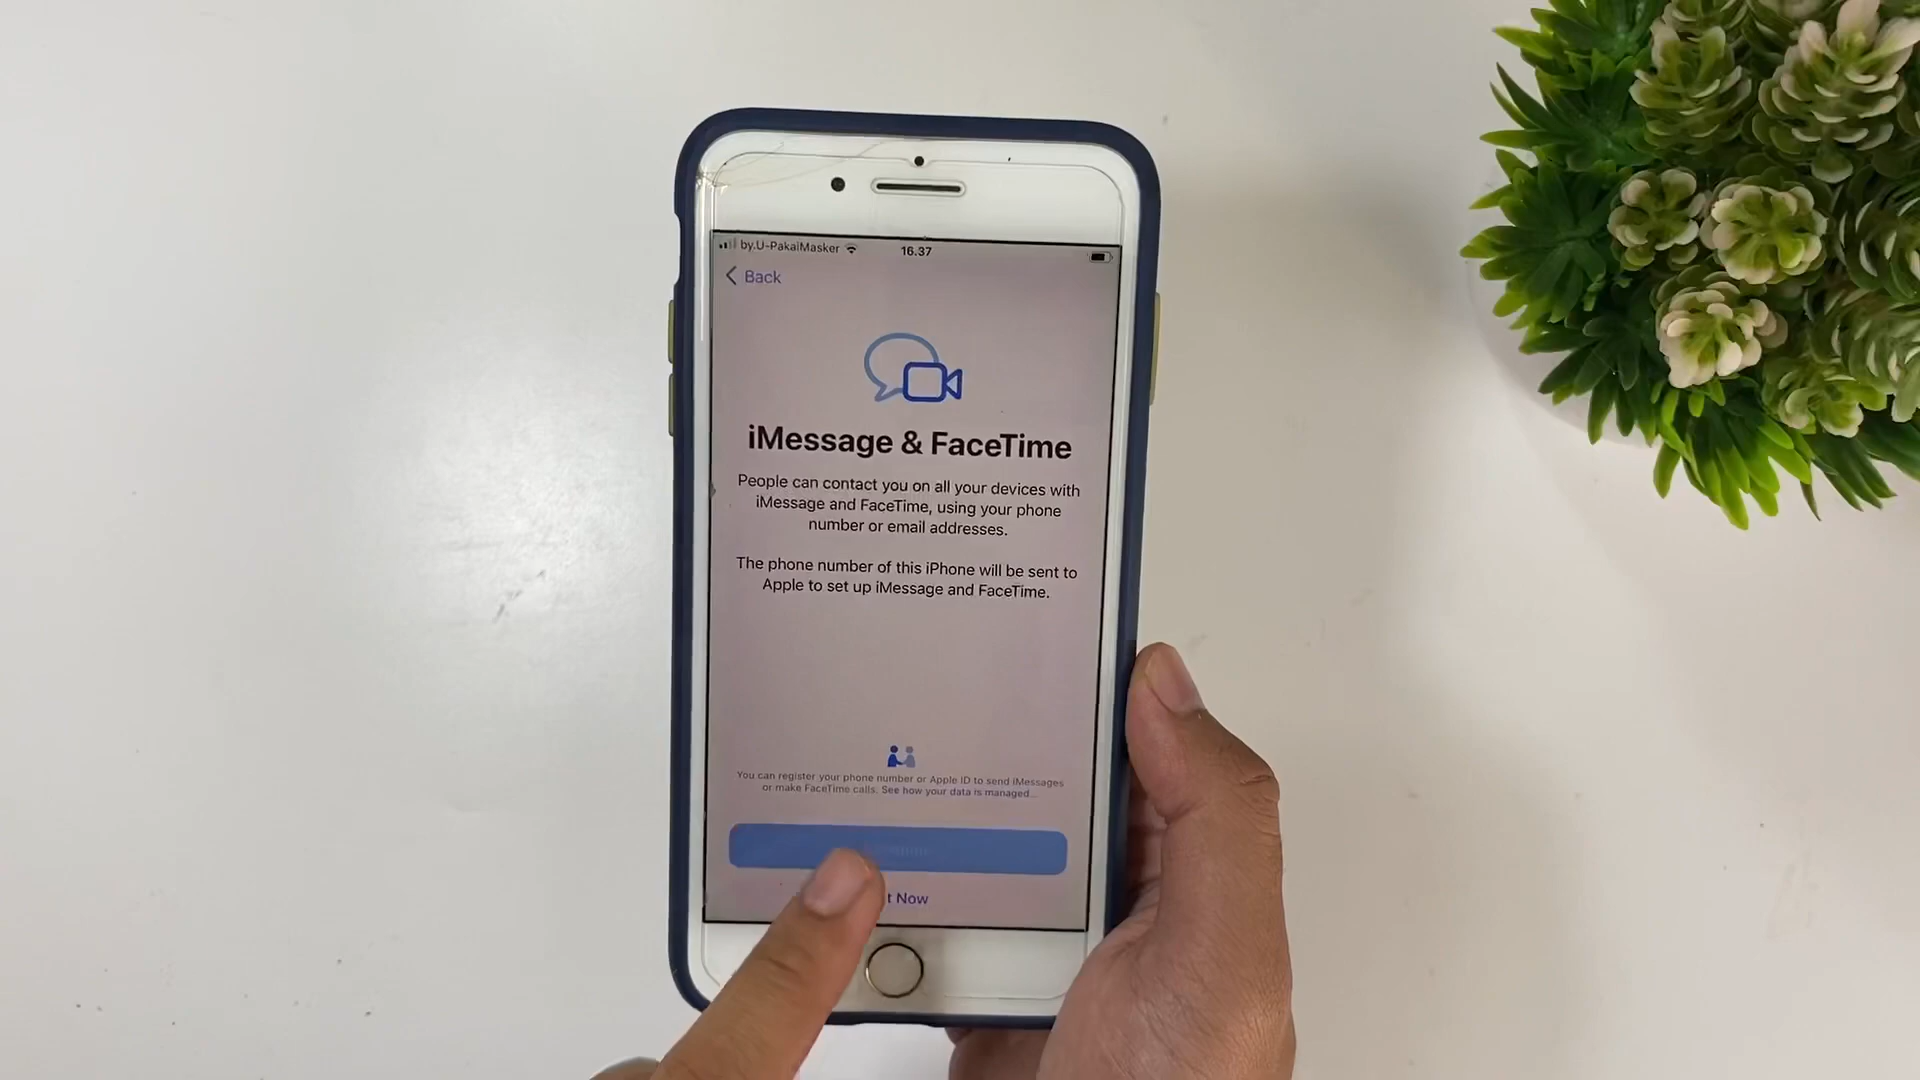 by.U-PakaiMasker
16.37
Back
iMessage & FaceTime
People can contact you on all your devices with
iMessage and FaceTime, using your phone
number or email addresses.
The phone number of this iPhone will be sent to
Apple to set up iMessage and FaceTime.
You can register your phone number or Apple ID to send iMessages
or make FaceTime calls. See how your data is managed...
Now